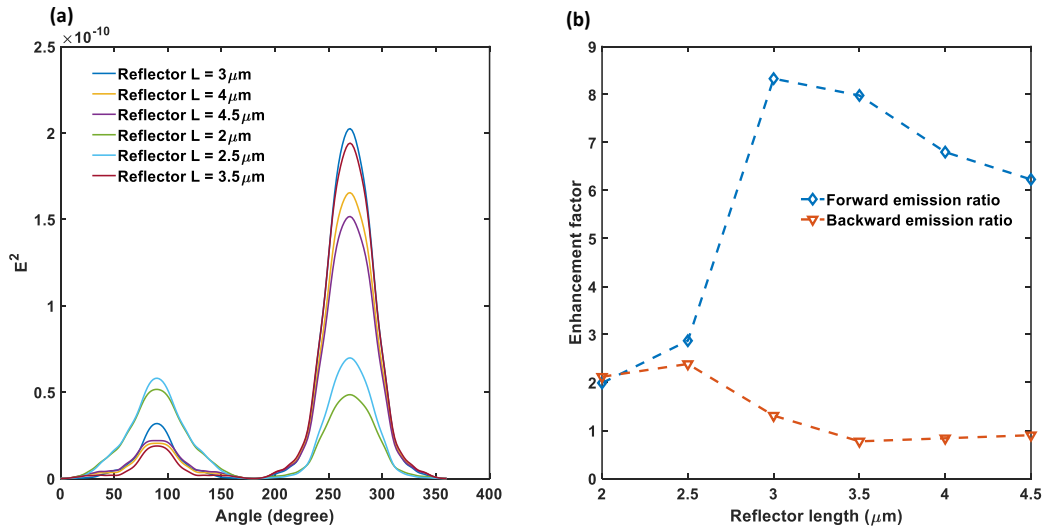 (a)
×10⁻¹⁰
2.5
2
1.5
1
0.5
0
E²
0 50 100 150 200 250 300 350 400
Angle (degree)
Reflector L = 3μm
Reflector L = 4μm
Reflector L = 4.5μm
Reflector L = 2μm
Reflector L = 2.5μm
Reflector L = 3.5μm
(b)
9
8
7
6
5
4
3
2
1
0
Enhancement factor
2 2.5 3 3.5 4 4.5
Reflector length (μm)
Forward emission ratio
Backward emission ratio